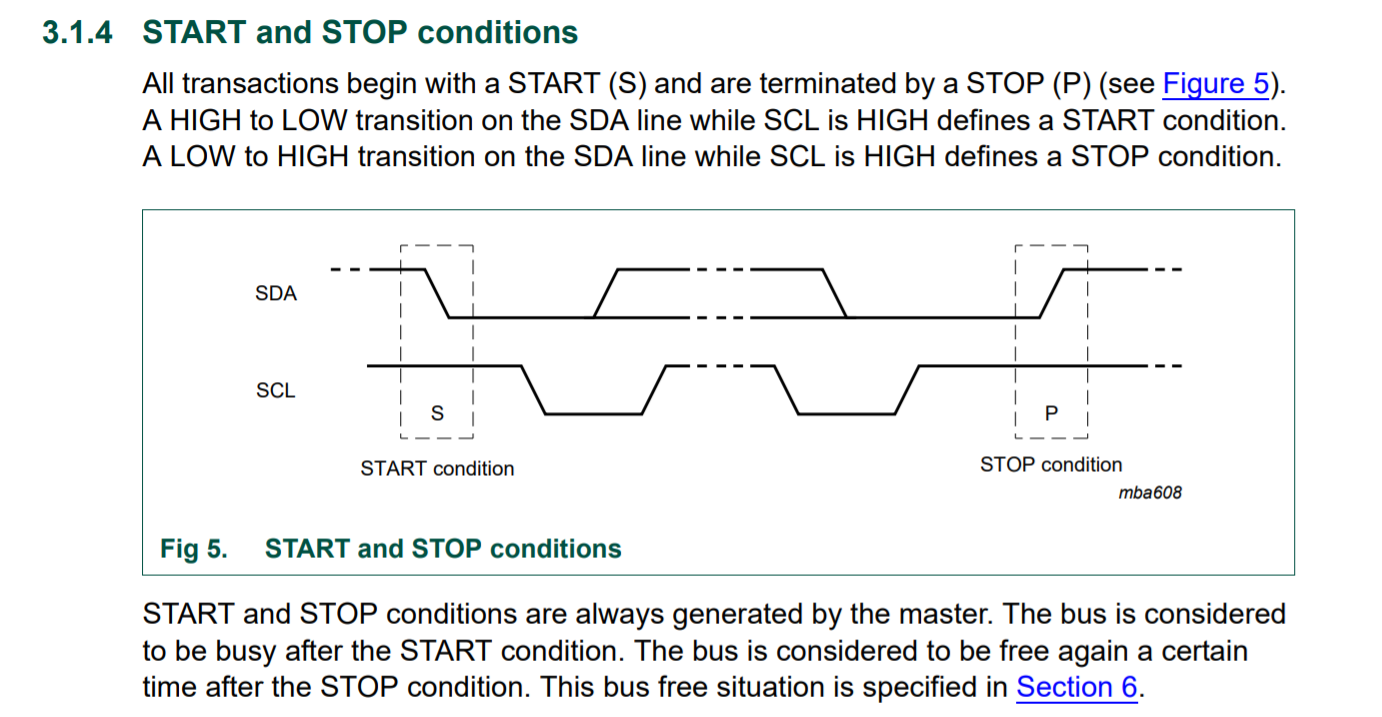 3.1.4 START and STOP conditions
All transactions begin with a START (S) and are terminated by a STOP (P) (see Figure 5).
A HIGH to LOW transition on the SDA line while SCL is HIGH defines a START condition.
A LOW to HIGH transition on the SDA line while SCL is HIGH defines a STOP condition.
SDA
SCL
S
P
START condition
STOP condition
mba608
Fig 5. START and STOP conditions
START and STOP conditions are always generated by the master. The bus is considered
to be busy after the START condition. The bus is considered to be free again a certain
time after the STOP condition. This bus free situation is specified in Section 6.